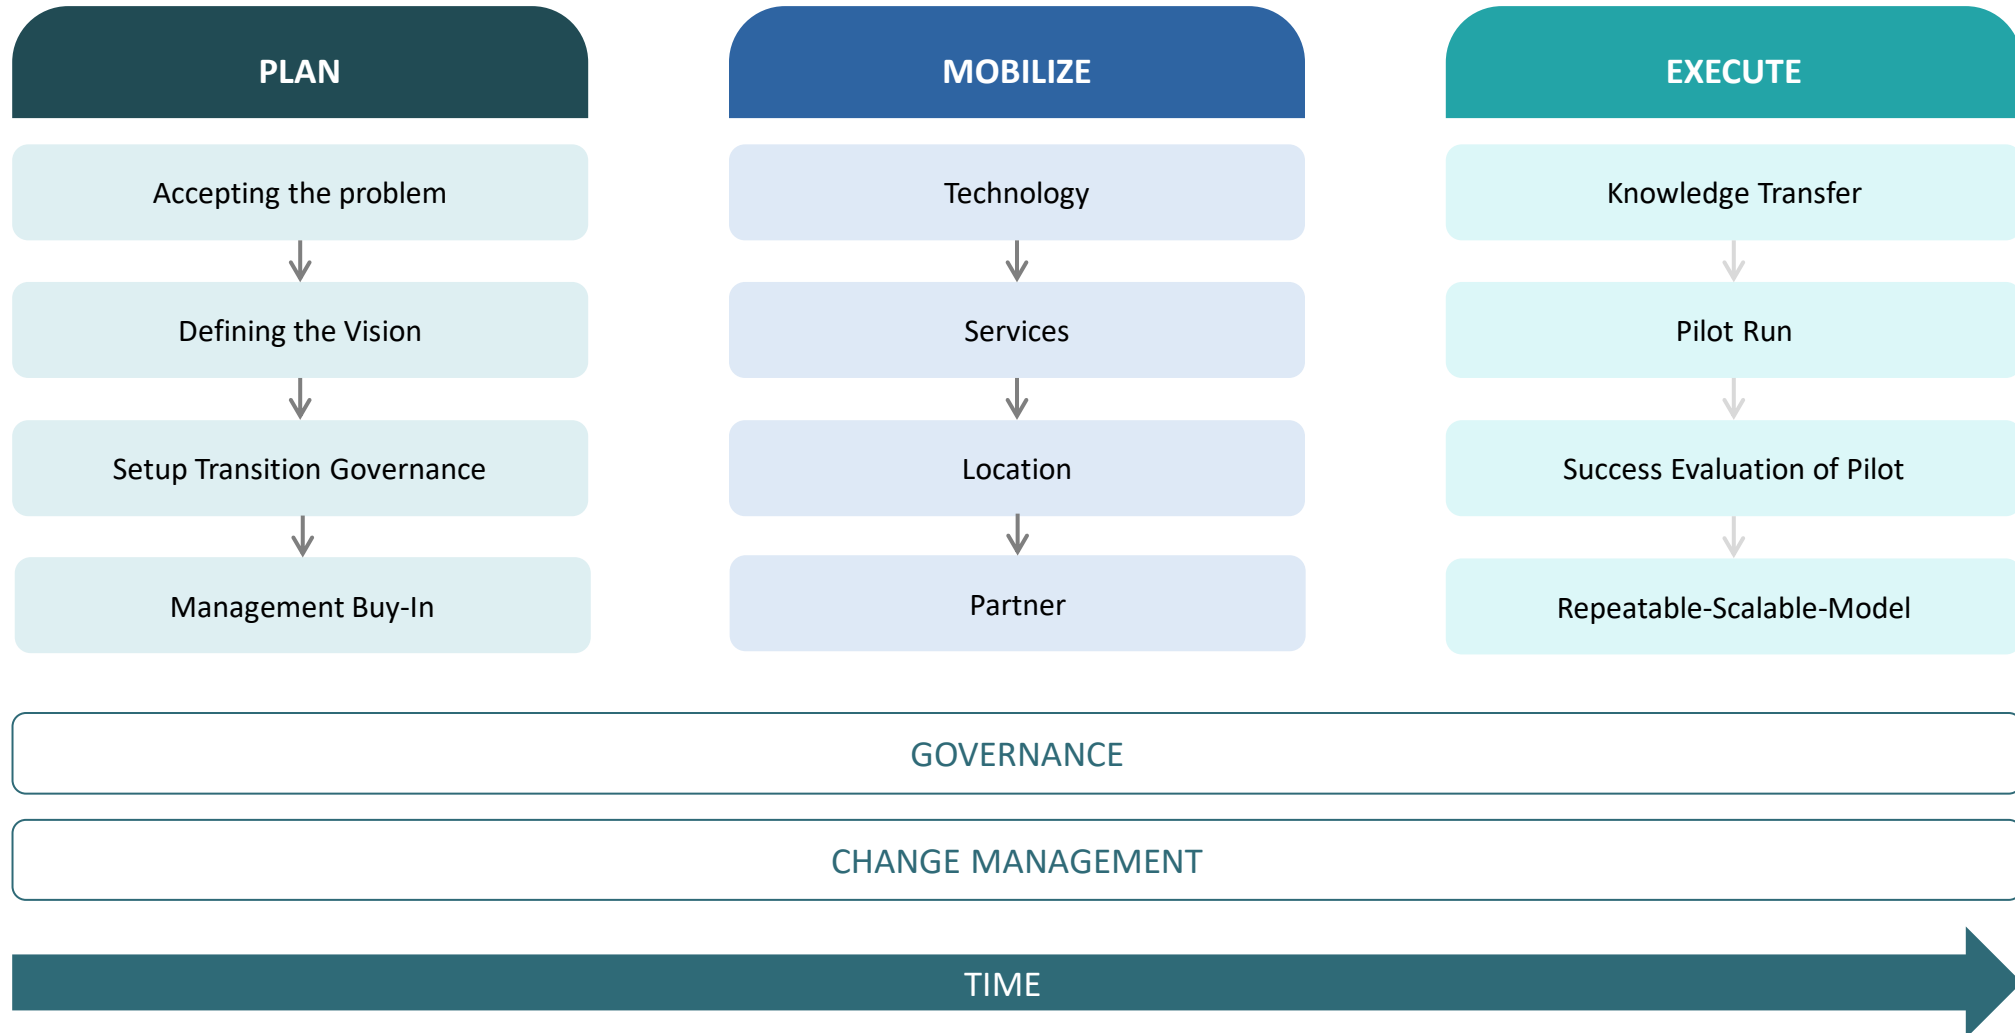 PLAN
Accepting the problem
Defining the Vision
Setup Transition Governance
Management Buy-In
MOBILIZE
Technology
Services
Location
Partner
EXECUTE
Knowledge Transfer
Pilot Run
Success Evaluation of Pilot
Repeatable-Scalable-Model
GOVERNANCE
CHANGE MANAGEMENT
TIME